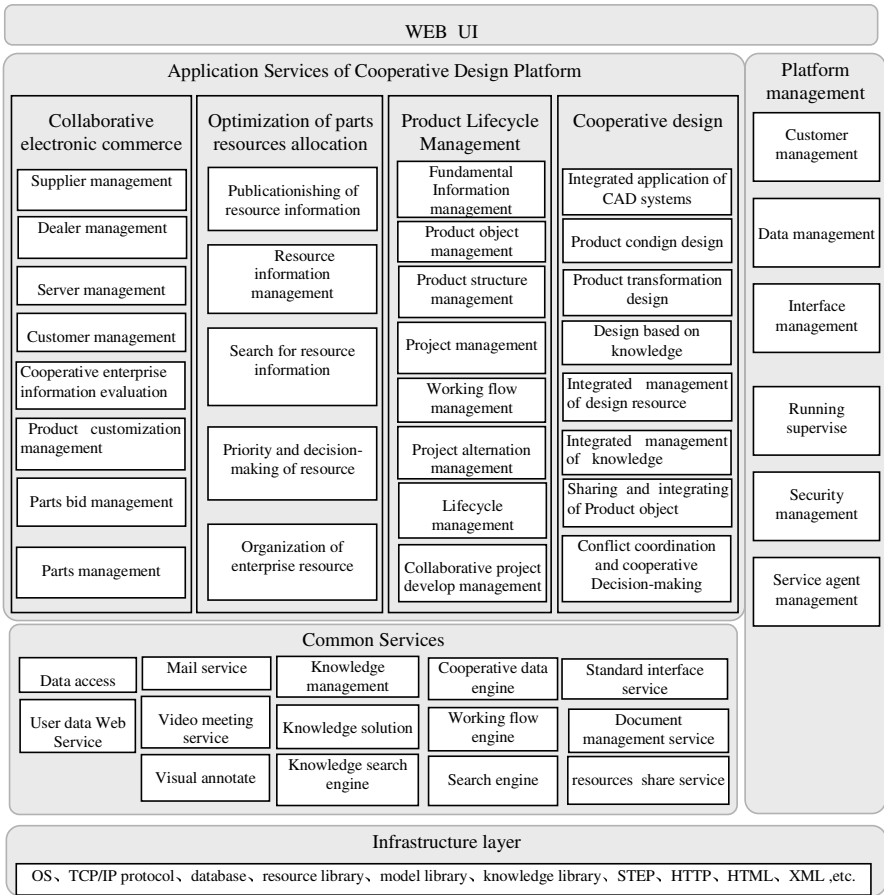 WEB UI
Application Services of Cooperative Design Platform
Collaborative
electronic commerce
Supplier management
Dealer management
Server management
Customer management
Cooperative enterprise
information evaluation
Product customization
management
Parts bid management
Parts management
Optimization of parts
resources allocation
Publicationishing of
resource information
Resource
information
management
Search for resource
information
Priority and decision-
making of resource
Organization of
enterprise resource
Product Lifecycle
Management
Fundamental
Information
management
Product object
management
Product structure
management
Project management
Working flow
management
Project alternation
management
Lifecycle
management
Collaborative project
develop management
Cooperative design
Integrated application of
CAD systems
Product condign design
Product transformation
design
Design based on
knowledge
Integrated management
of design resource
Integrated management
of knowledge
Sharing and integrating
of Product object
Conflict coordination
and cooperative
Decision-making
Platform
management
Customer
management
Data management
Interface
management
Running
supervise
Security
management
Service agent
management
Common Services
Data access
User data Web
Service
Mail service
Video meeting
service
Visual annotate
Knowledge
management
Knowledge solution
Knowledge search
engine
Cooperative data
engine
Working flow
engine
Search engine
Standard interface
service
Document
management service
resources share service
Infrastructure layer
OS、TCP/IP protocol、database、resource library、model library、knowledge library、STEP、HTTP、HTML、XML ,etc.